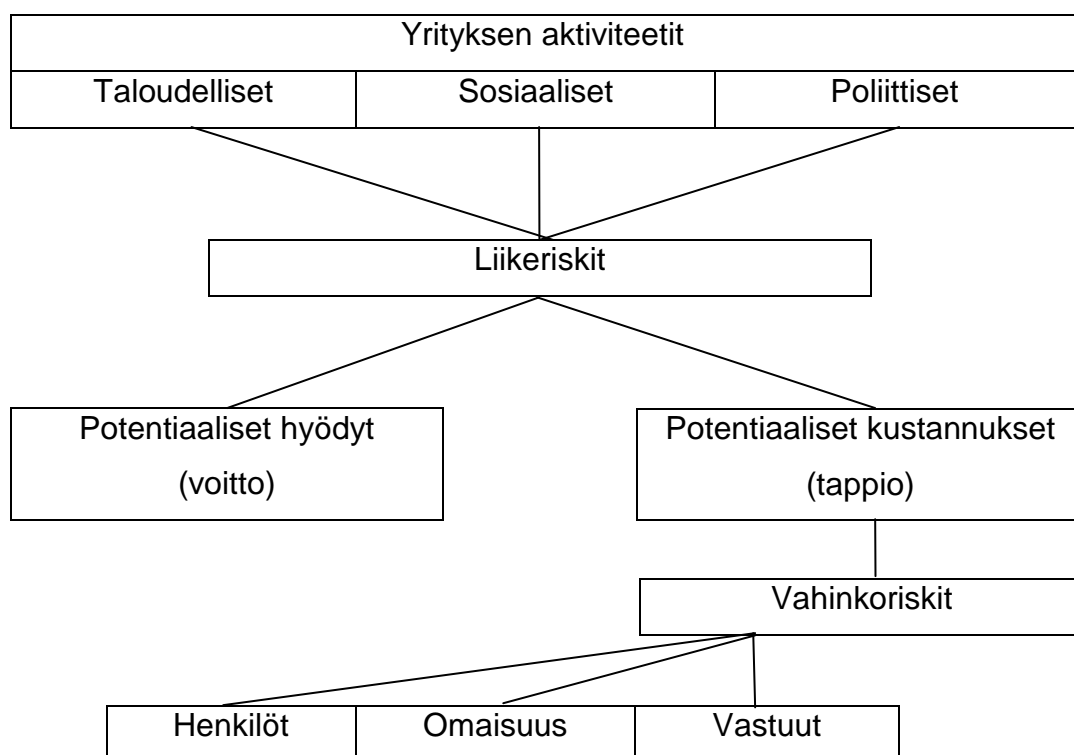 Yrityksen aktiviteetit
Taloudelliset Sosiaaliset Poliittiset
Liikeriskit
Potentiaaliset hyödyt
(voitto)
Potentiaaliset kustannukset
(tappio)
Vahinkoriskit
Henkilöt Omaisuus Vastuut